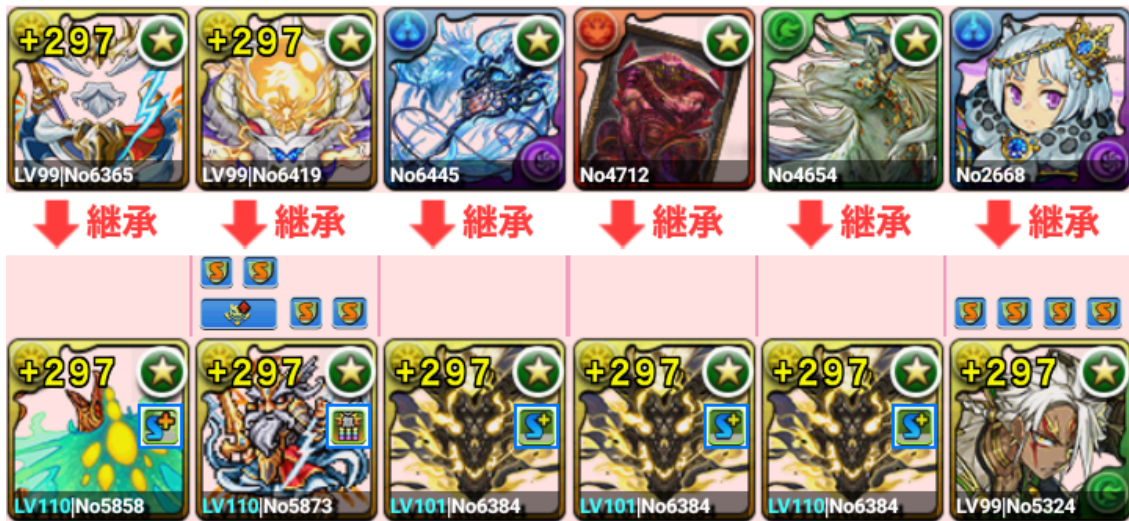 +297 +297
LV99|No6365 LV99|No6419 No6445 No4712 No4654 No2668
継承 継承 継承 継承 継承 継承
+297 +297 +297 +297 +297 +297
LV110|No5858 LV110|No5873 LV101|No6384 LV101|No6384 LV110|No6384 LV99|No5324